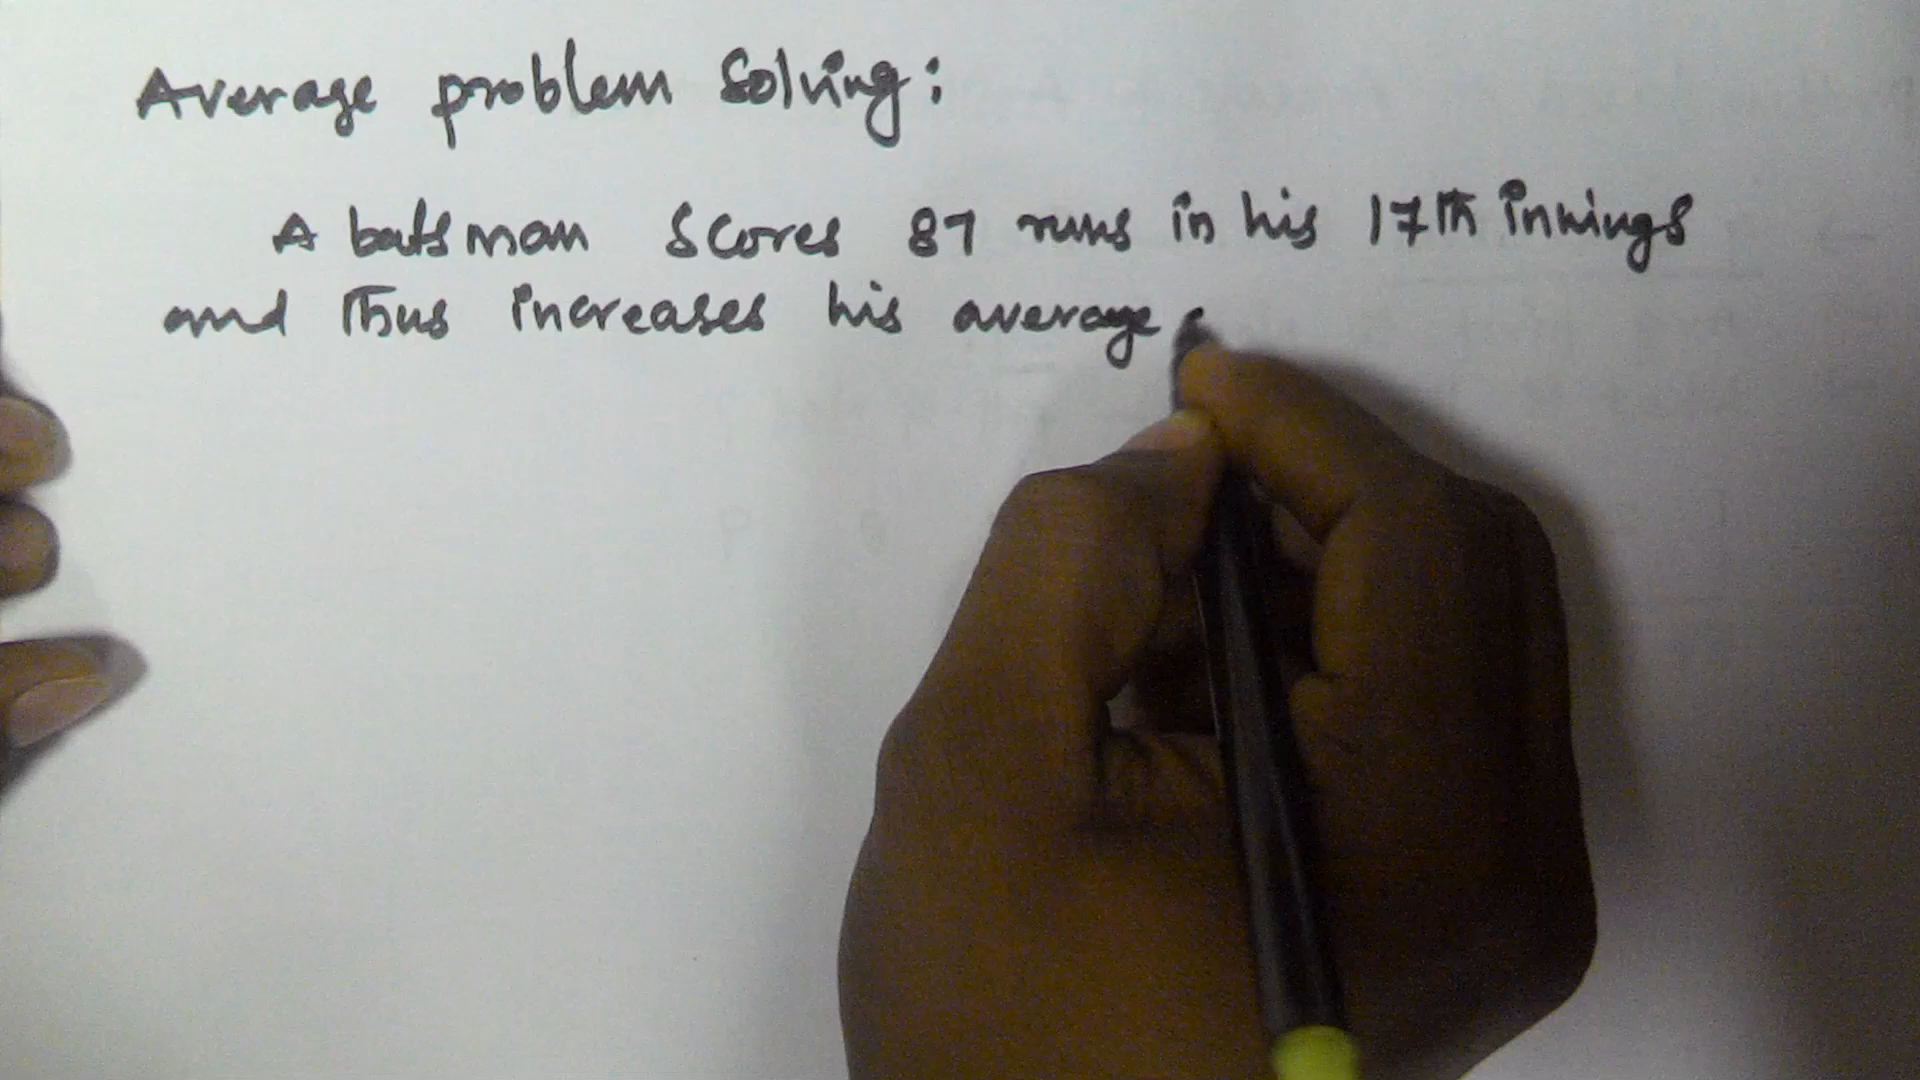 Average problem Solving:
A batsman Scores 87 runs in his 17th innings
and thus increases his average